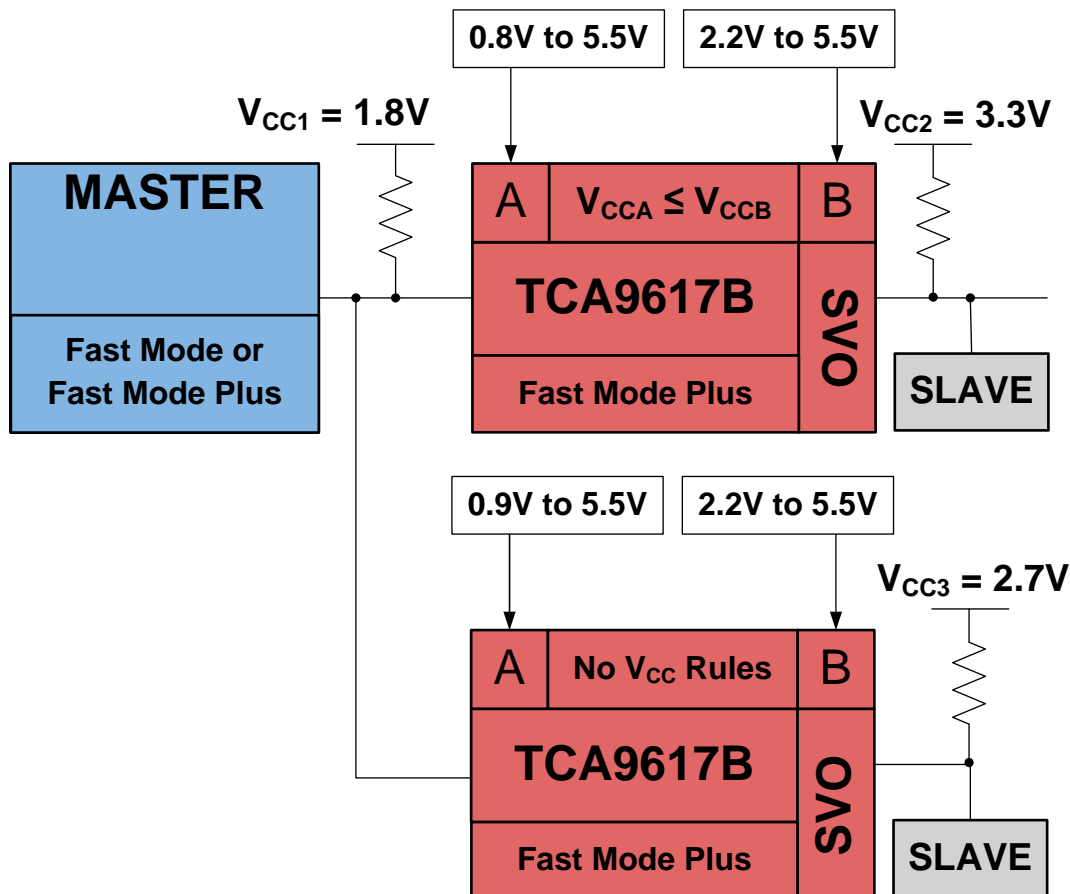 0.8V to 5.5V
2.2V to 5.5V
VCC1 = 1.8V
VCC2 = 3.3V
MASTER
Fast Mode or
Fast Mode Plus
A
VCCA ≤ VCCB
B
TCA9617B
SVO
Fast Mode Plus
SLAVE
0.9V to 5.5V
2.2V to 5.5V
VCC3 = 2.7V
A
No VCC Rules
B
TCA9617B
SVO
Fast Mode Plus
SLAVE